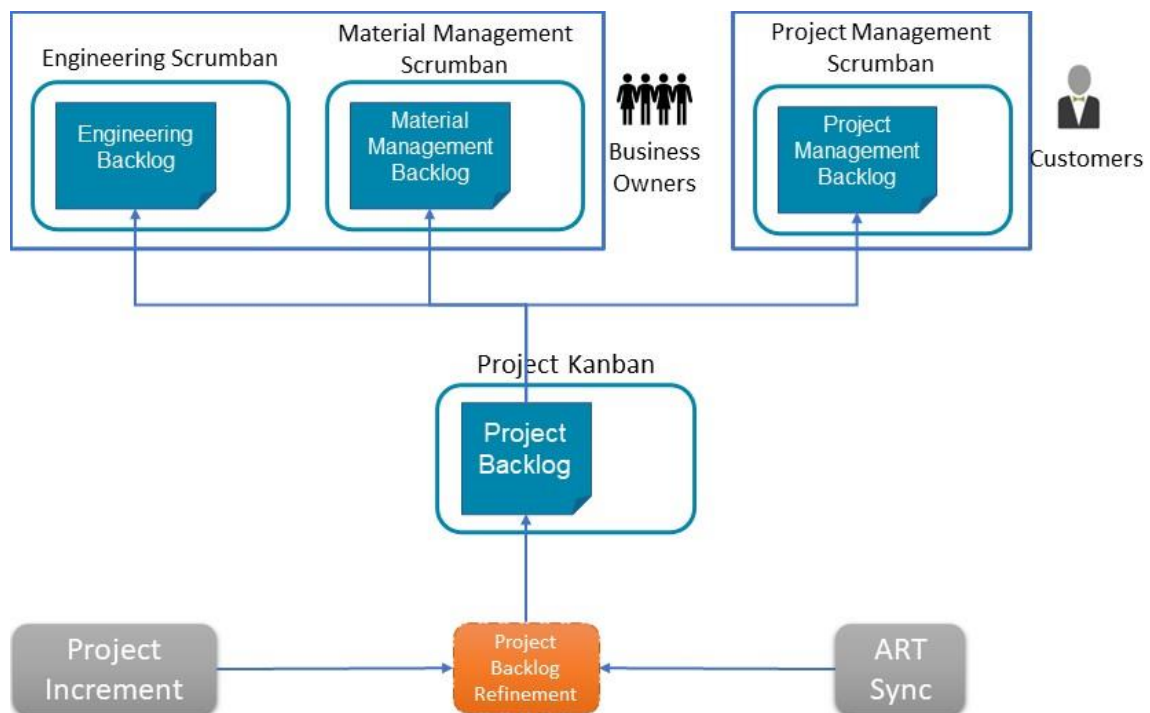 Engineering Scrumban
Engineering
Backlog
Material Management
Scrumban
Material
Management
Backlog
Business
Owners
Project Management
Scrumban
Project
Management
Backlog
Customers
Project Kanban
Project
Backlog
Project
Increment
Project
Backlog
Refinement
ART
Sync